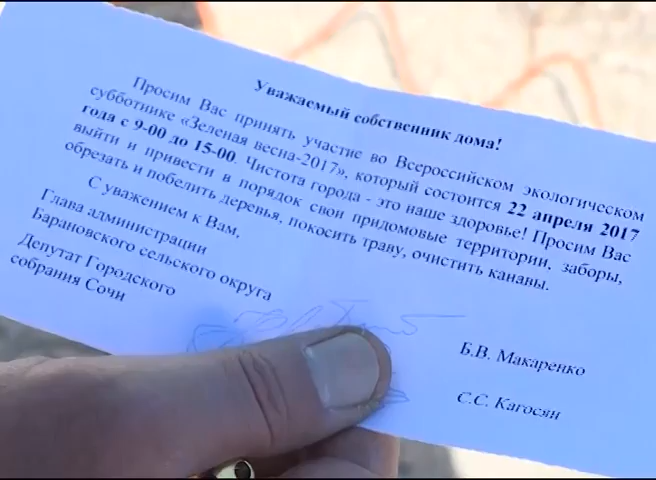 Уважаемый собственник дома!
Просим Вас принять участие во Всероссийском экологическом
субботнике «Зеленая весна-2017», который состоится 22 апреля 2017
года с 9-00 до 15-00. Чистота города - это наше здоровье! Просим Вас
выйти и привести в порядок свои придомовые территории, заборы,
обрезать и побелить деревья, покосить траву, очистить канавы.
С уважением к Вам,
Глава администрации
Барановского сельского округа
Б.В. Макаренко
Депутат Городского
собрания Сочи
С.С. Кагосян